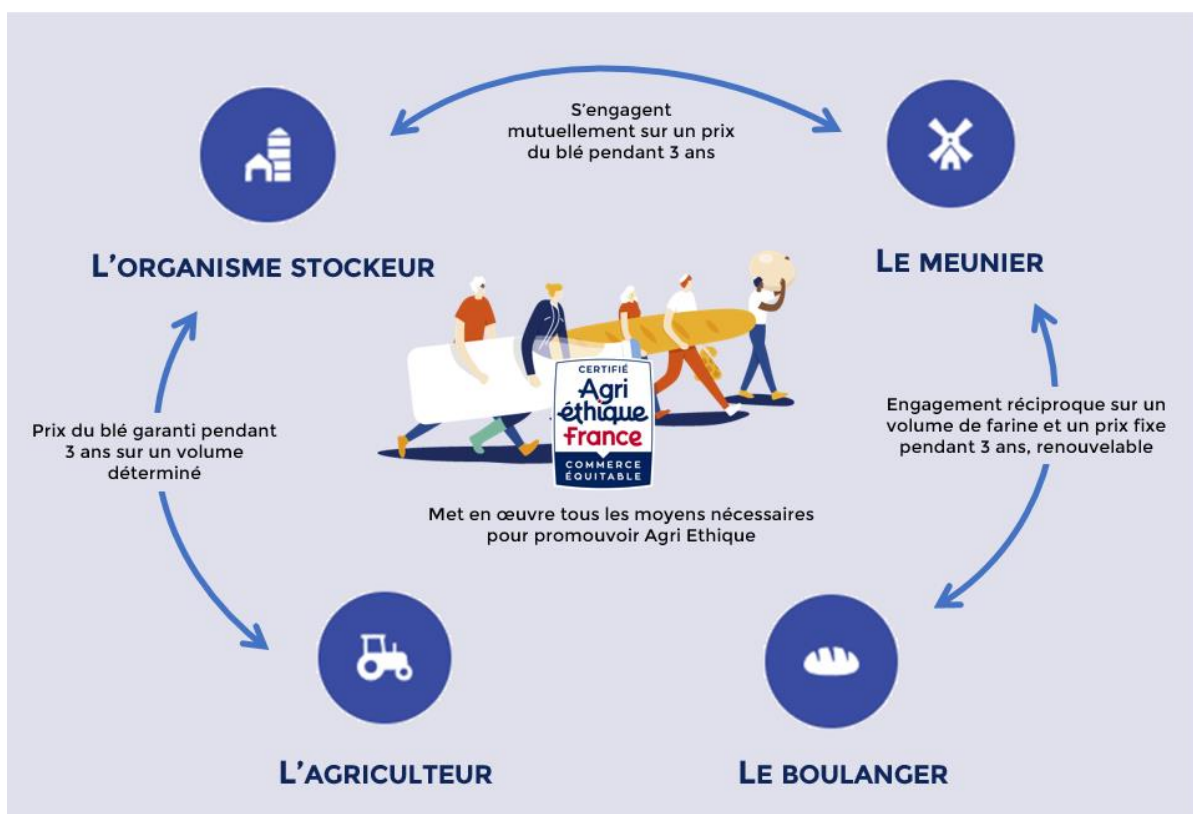 S'engagent
mutuellement sur un prix
du blé pendant 3 ans
L'ORGANISME STOCKEUR
LE MEUNIER
Prix du blé garanti pendant
3 ans sur un volume
déterminé
CERTIFIÉ
Agri
éthique
France
COMMERCE
ÉQUITABLE
Engagement réciproque sur un
volume de farine et un prix fixe
pendant 3 ans, renouvelable
Met en œuvre tous les moyens nécessaires
pour promouvoir Agri Ethique
L'AGRICULTEUR
LE BOULANGER